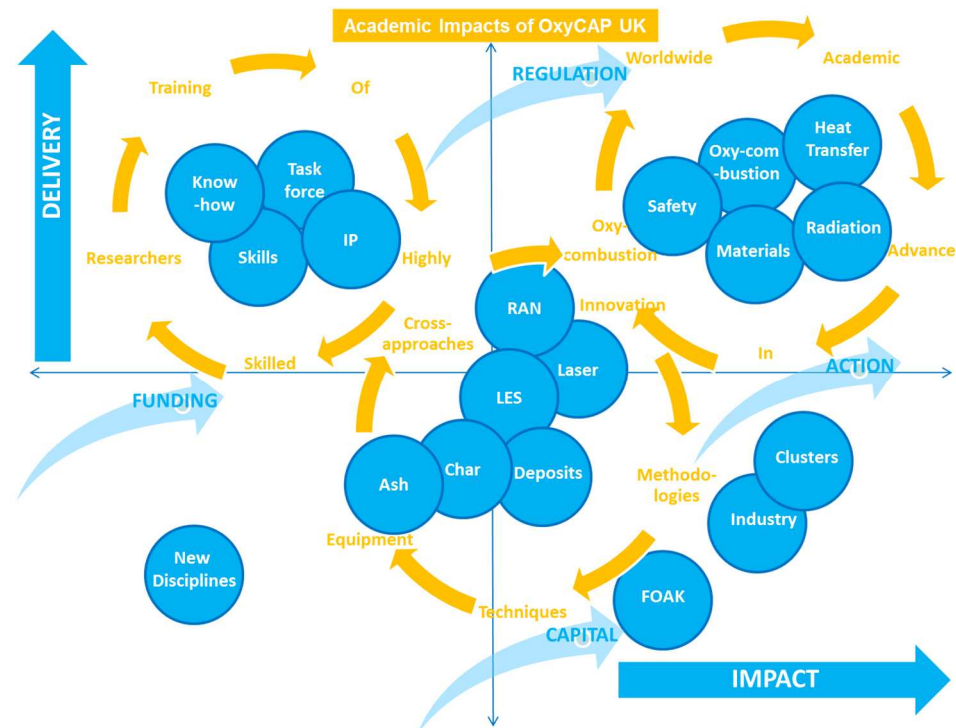 Academic Impacts of OxyCAP UK
DELIVERY
Training
Of
Highly
Skilled
Researchers
Know
-how
Task
force
Skills
IP
REGULATION
Worldwide
Academic
Advance
In
Innovation
Oxy-
combustion
Safety
Oxy-com
-bustion
Heat
Transfer
Materials
Radiation
Cross-
approaches
RAN
Laser
LES
Char
Ash
Deposits
Methodo-
logies
Techniques
Equipment
FUNDING
ACTION
Clusters
Industry
New
Disciplines
FOAK
CAPITAL
IMPACT